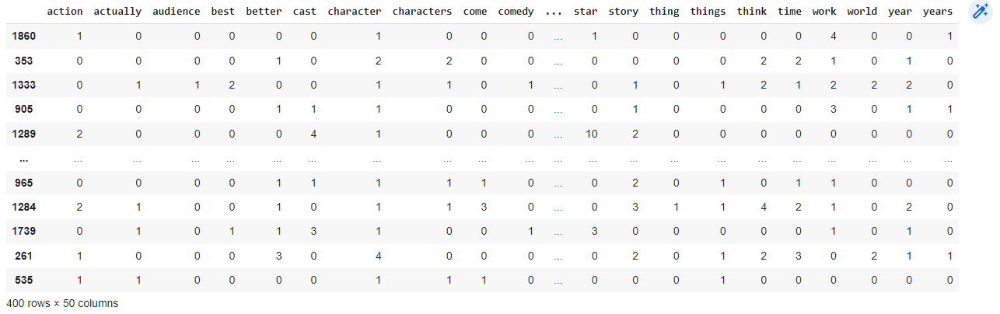 action actually audience best better cast character characters come comedy ... star story thing things think time work world year years
1860 1 0 0 0 0 0 1 0 0 0 ... 1 0 0 0 0 0 4 0 0 1
353 0 0 0 0 1 0 2 2 0 0 ... 0 0 0 0 2 2 1 0 1 0
1333 0 1 1 2 0 0 1 1 0 1 ... 0 1 0 1 2 1 2 2 2 0
905 0 0 0 0 1 1 1 0 0 0 ... 0 1 0 0 0 0 3 0 1 1
1289 2 0 0 0 0 4 1 0 0 0 ... 10 2 0 0 0 0 0 0 0 0
... ... ... ... ... ... ... ... ... ... ... ... ... ... ... ... ... ... ... ... ... ...
965 0 0 0 0 1 1 1 1 1 0 ... 0 2 0 1 0 1 1 0 0 0
1284 2 1 0 0 1 0 1 1 3 0 ... 0 3 1 1 4 2 1 0 2 0
1739 0 1 0 1 1 3 1 0 0 1 ... 3 0 0 0 0 0 1 0 1 0
261 1 0 0 0 3 0 4 0 0 0 ... 0 2 0 1 2 3 0 2 1 1
535 1 1 0 0 0 0 1 1 1 0 ... 0 0 0 1 0 0 0 0 0 0
400 rows × 50 columns